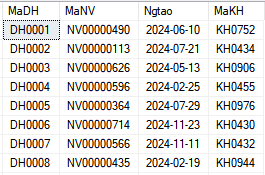 MaDH MaNV Ngtao MaKH
DH0001 NV00000490 2024-06-10 KH0752
DH0002 NV00000113 2024-07-21 KH0434
DH0003 NV00000626 2024-05-13 KH0906
DH0004 NV00000596 2024-02-25 KH0455
DH0005 NV00000364 2024-07-29 KH0976
DH0006 NV00000714 2024-11-23 KH0430
DH0007 NV00000566 2024-11-11 KH0432
DH0008 NV00000435 2024-02-19 KH0944